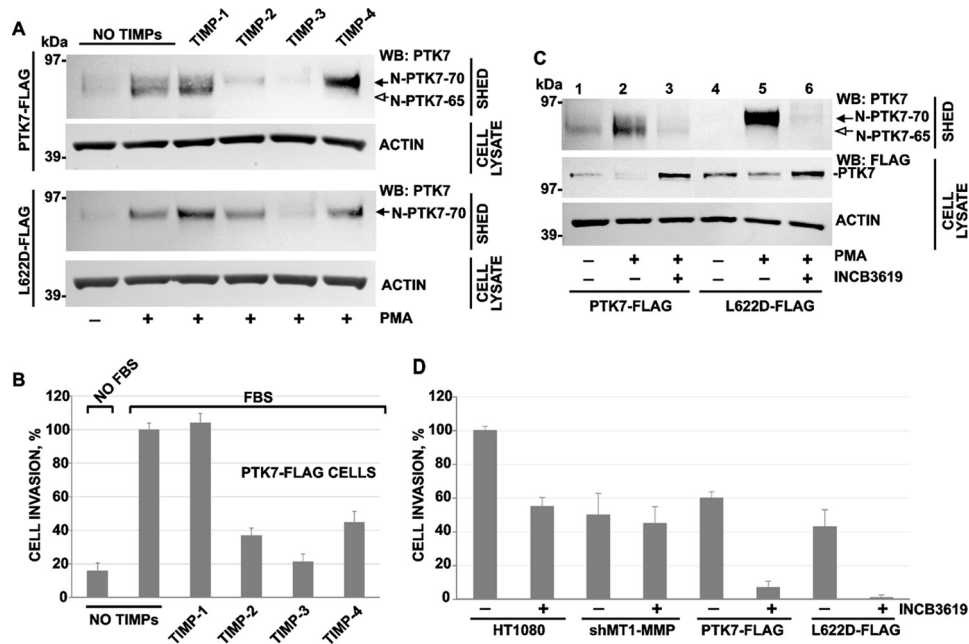 A
NO TIMPs TIMP-1 TIMP-2 TIMP-3 TIMP-4
kDa
97-
WB: PTK7
N-PTK7-70
N-PTK7-65
SHED
PTK7-FLAG
39-
ACTIN
CELL LYSATE
97-
WB: PTK7
N-PTK7-70
SHED
L622D-FLAG
39-
ACTIN
CELL LYSATE
– + + + + + PMA
B
NO FBS FBS
PTK7-FLAG CELLS
CELL INVASION, %
120
100
80
60
40
20
0
NO TIMPs TIMP-1 TIMP-2 TIMP-3 TIMP-4
C
kDa 1 2 3 4 5 6
97-
WB: PTK7
N-PTK7-70
N-PTK7-65
SHED
WB: FLAG
-PTK7
97-
39-
ACTIN
CELL LYSATE
– + + – + + PMA
+ + INCB3619
PTK7-FLAG L622D-FLAG
D
CELL INVASION, %
120
100
80
60
40
20
0
– + – + – + – + INCB3619
HT1080 shMT1-MMP PTK7-FLAG L622D-FLAG